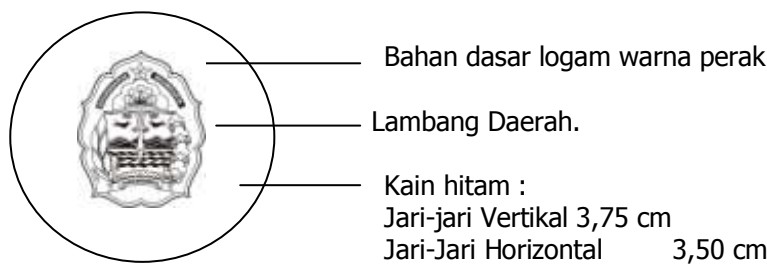 Bahan dasar logam warna perak
Lambang Daerah.
Kain hitam :
Jari-jari Vertikal 3,75 cm
Jari-Jari Horizontal 3,50 cm